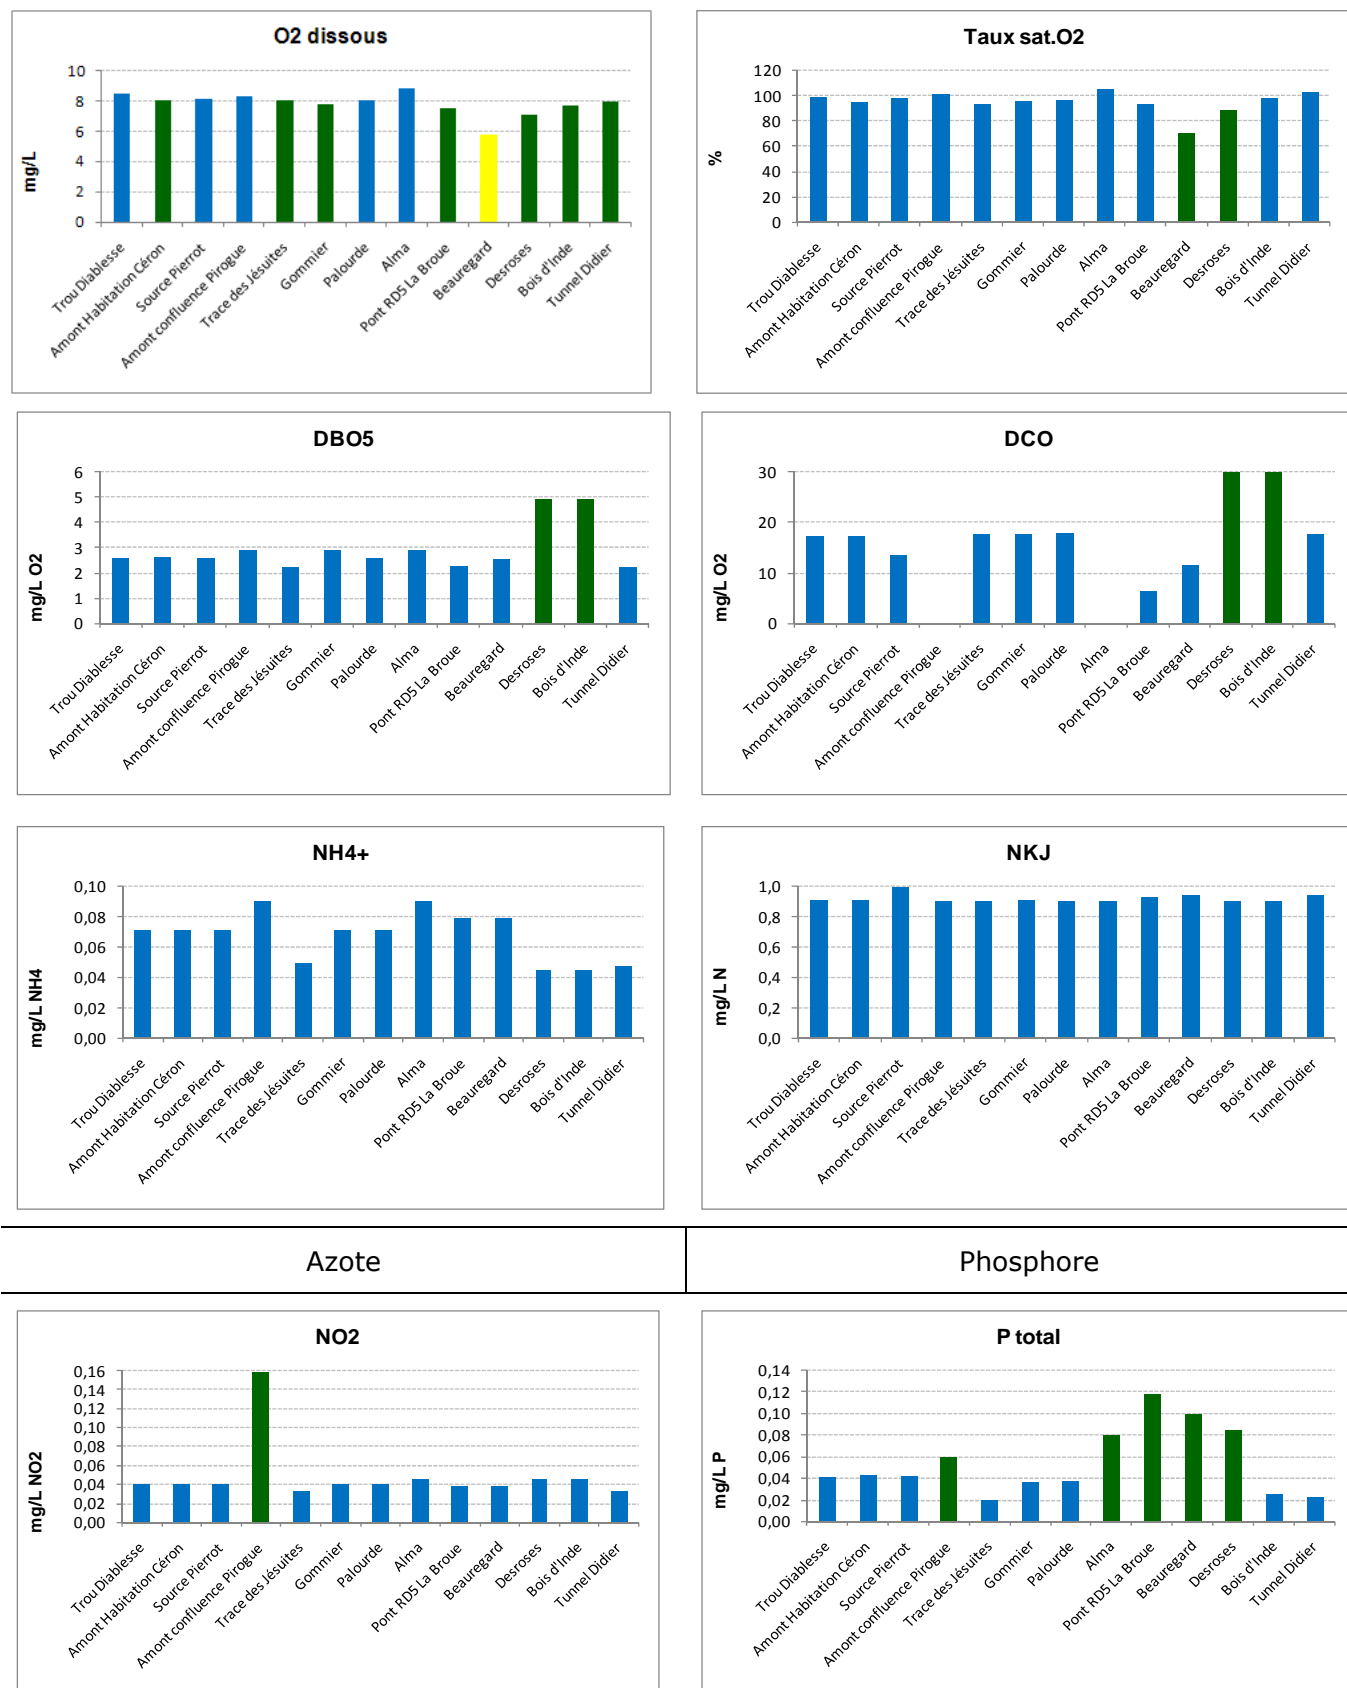 O2 dissous
mg/L
10
8
6
4
2
0
Trou Diablesse
Amont Habitation Céron
Source Pierrot
Amont confluence Pirogue
Trace des Jésuites
Gommier
Palourde
Alma
Pont RD5 La Broue
Beauregard
Desroses
Bois d'Inde
Tunnel Didier
Taux sat.O2
%
120
100
80
60
40
20
0
Trou Diablesse
Amont Habitation Céron
Source Pierrot
Amont confluence Pirogue
Trace des Jésuites
Gommier
Palourde
Alma
Pont RD5 La Broue
Beauregard
Desroses
Bois d'Inde
Tunnel Didier
DBO5
mg/L O2
6
5
4
3
2
1
0
Trou Diablesse
Amont Habitation Céron
Source Pierrot
Amont confluence Pirogue
Trace des Jésuites
Gommier
Palourde
Alma
Pont RD5 La Broue
Beauregard
Desroses
Bois d'Inde
Tunnel Didier
DCO
mg/L O2
30
20
10
0
Trou Diablesse
Amont Habitation Céron
Source Pierrot
Amont confluence Pirogue
Trace des Jésuites
Gommier
Palourde
Alma
Pont RD5 La Broue
Beauregard
Desroses
Bois d'Inde
Tunnel Didier
NH4+
mg/L NH4
0,10
0,08
0,06
0,04
0,02
0,00
Trou Diablesse
Amont Habitation Céron
Source Pierrot
Amont confluence Pirogue
Trace des Jésuites
Gommier
Palourde
Alma
Pont RD5 La Broue
Beauregard
Desroses
Bois d'Inde
Tunnel Didier
NKJ
mg/L N
1,0
0,8
0,6
0,4
0,2
0,0
Trou Diablesse
Amont Habitation Céron
Source Pierrot
Amont confluence Pirogue
Trace des Jésuites
Gommier
Palourde
Alma
Pont RD5 La Broue
Beauregard
Desroses
Bois d'Inde
Tunnel Didier
Azote
Phosphore
NO2
mg/L NO2
0,16
0,14
0,12
0,10
0,08
0,06
0,04
0,02
0,00
Trou Diablesse
Amont Habitation Céron
Source Pierrot
Amont confluence Pirogue
Trace des Jésuites
Gommier
Palourde
Alma
Pont RD5 La Broue
Beauregard
Desroses
Bois d'Inde
Tunnel Didier
P total
mg/L P
0,14
0,12
0,10
0,08
0,06
0,04
0,02
0,00
Trou Diablesse
Amont Habitation Céron
Source Pierrot
Amont confluence Pirogue
Trace des Jésuites
Gommier
Palourde
Alma
Pont RD5 La Broue
Beauregard
Desroses
Bois d'Inde
Tunnel Didier